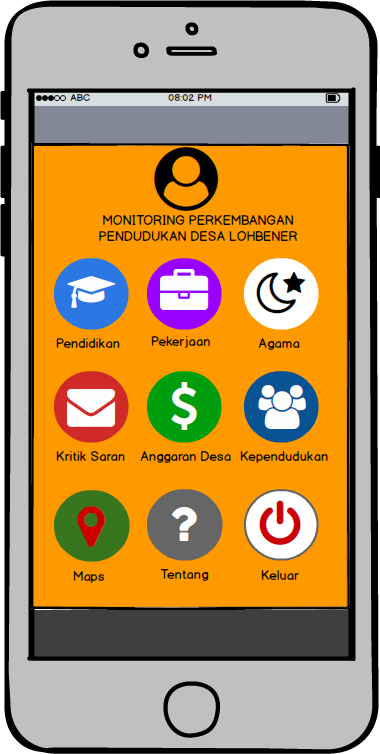 ABC 08:02 PM
MONITORING PERKEMBANGAN
PENDUDUKAN DESA LOHBENER
Pendidikan Pekerjaan Agama
Kritik Saran Anggaran Desa Kependudukan
Maps Tentang Keluar